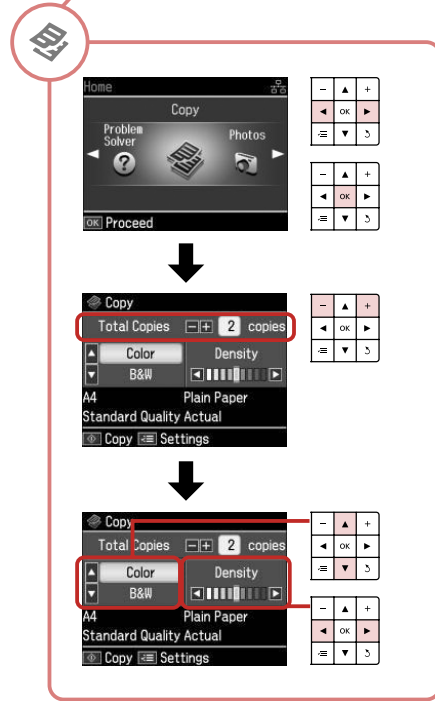 Home
Copy
Problem
Solver
Photos
OK Proceed
- +
OK
- +
OK
Copy
Total Copies - + 2 copies
Color Density
B&W
A4 Plain Paper
Standard Quality Actual
Copy Settings
- +
OK
Copy
Total Copies - + 2 copies
Color Density
B&W
A4 Plain Paper
Standard Quality Actual
Copy Settings
- +
OK
- +
OK